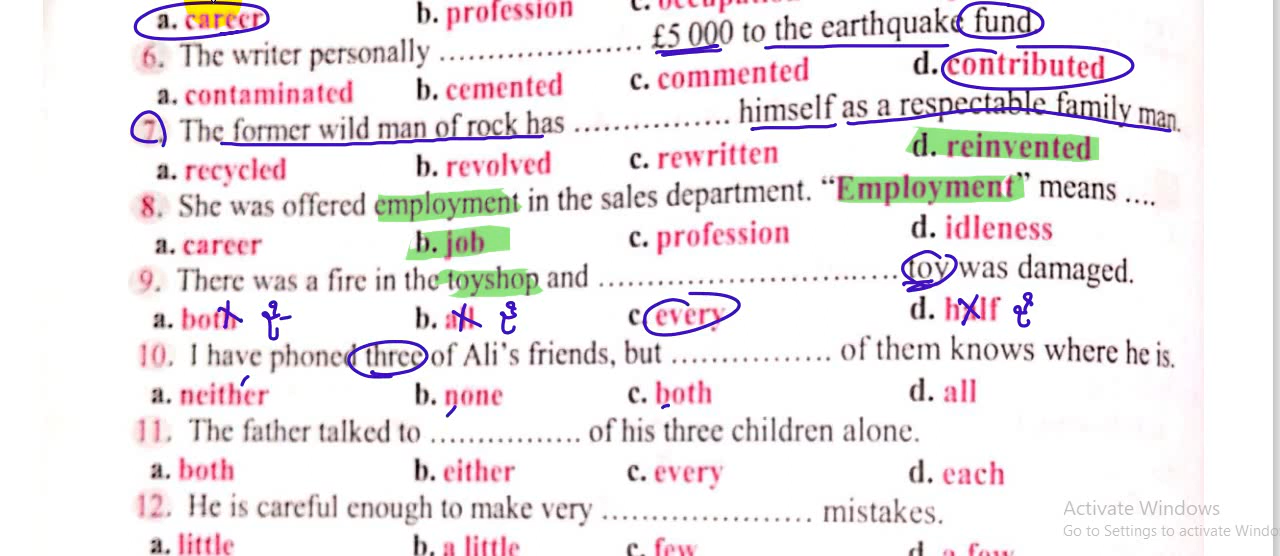 a. career b. profession
6. The writer personally ..................... £5 000 to the earthquake fund
a. contaminated b. cemented c. commented d. contributed
7. The former wild man of rock has ................ himself as a respectable family man.
a. recycled b. revolved c. rewritten d. reinvented
8. She was offered employment in the sales department. “Employment” means ....
a. career b. job c. profession d. idleness
9. There was a fire in the toyshop and ............................... toy was damaged.
a. both b. all c. every d. half
10. I have phoned three of Ali’s friends, but ................ of them knows where he is.
a. neither b. none c. both d. all
11. The father talked to ................ of his three children alone.
a. both b. either c. every d. each
12. He is careful enough to make very ..................... mistakes.
a. little b. a little c. few d. a few
Activate Windows
Go to Settings to activate Windo